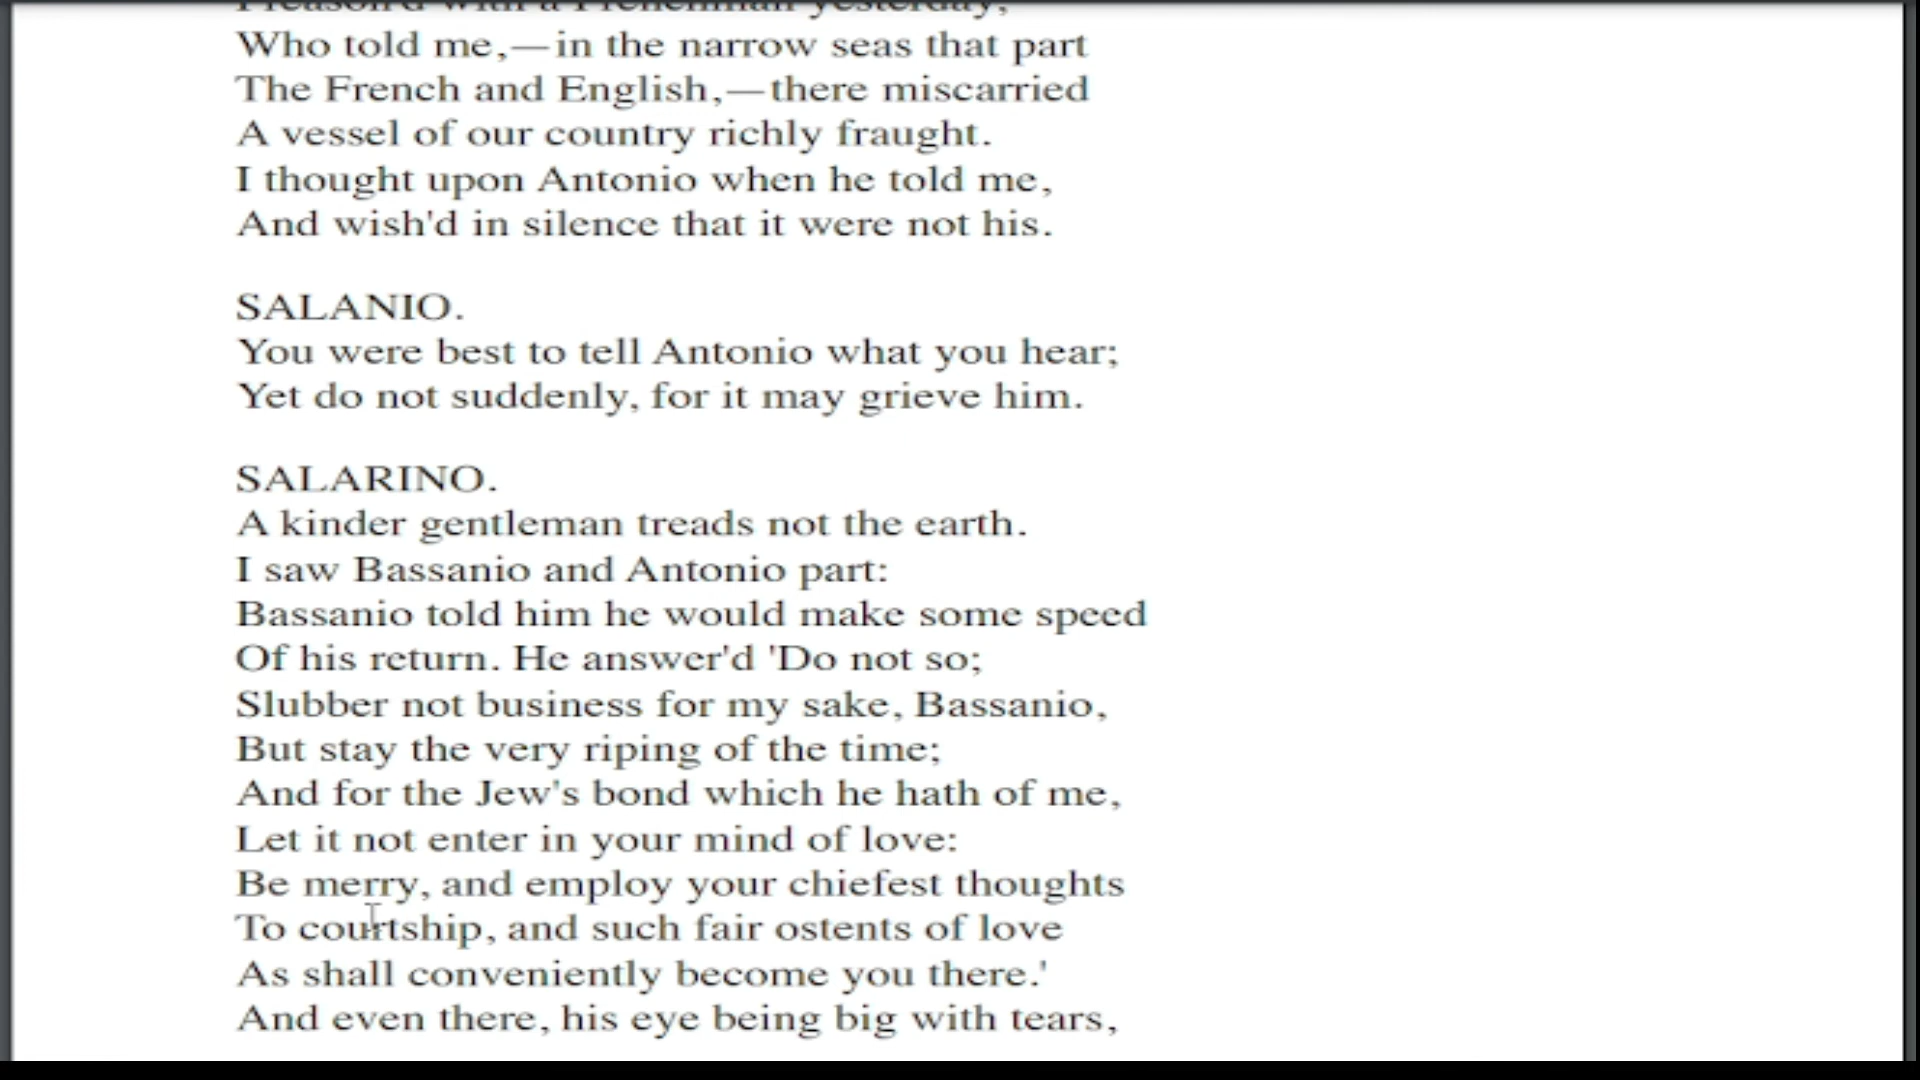 I reason'd with a Frenchman yesterday,
Who told me,—in the narrow seas that part
The French and English,—there miscarried
A vessel of our country richly fraught.
I thought upon Antonio when he told me,
And wish'd in silence that it were not his.
SALANIO.
You were best to tell Antonio what you hear;
Yet do not suddenly, for it may grieve him.
SALARINO.
A kinder gentleman treads not the earth.
I saw Bassanio and Antonio part:
Bassanio told him he would make some speed
Of his return. He answer'd 'Do not so;
Slubber not business for my sake, Bassanio,
But stay the very riping of the time;
And for the Jew's bond which he hath of me,
Let it not enter in your mind of love:
Be merry, and employ your chiefest thoughts
To courtship, and such fair ostents of love
As shall conveniently become you there.'
And even there, his eye being big with tears,